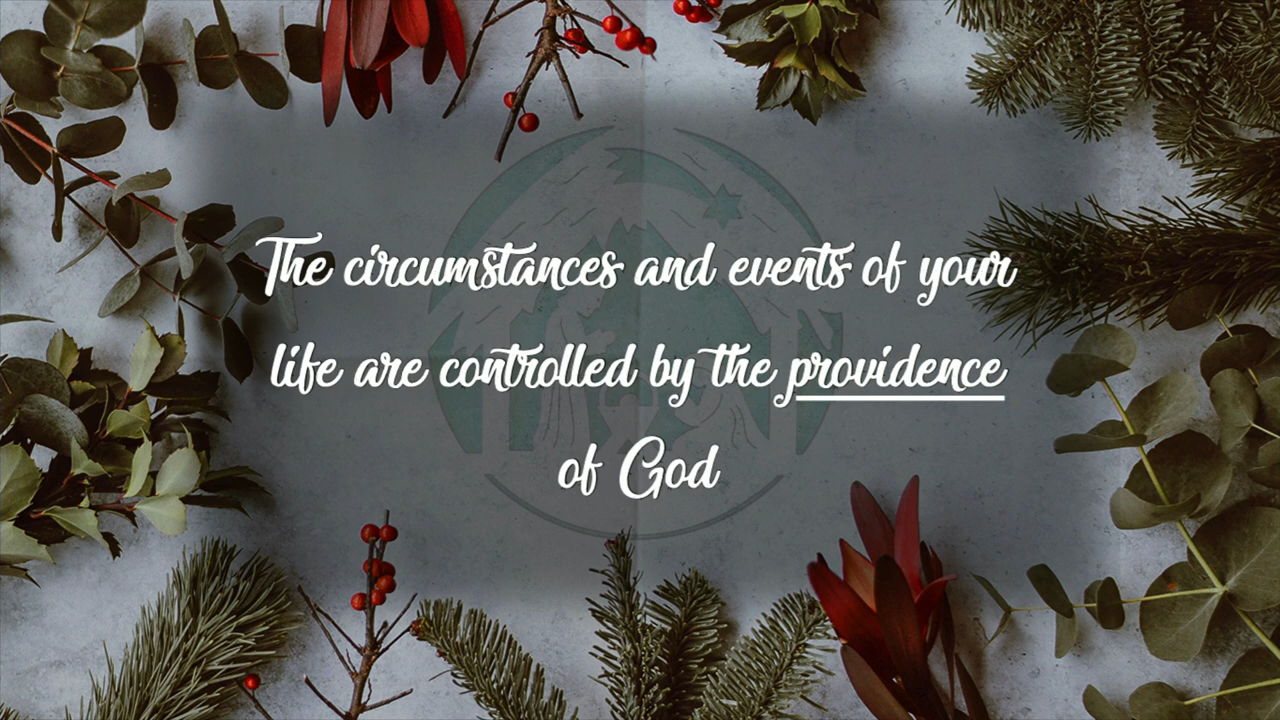 The circumstances and events of your
life are controlled by the providence
of God